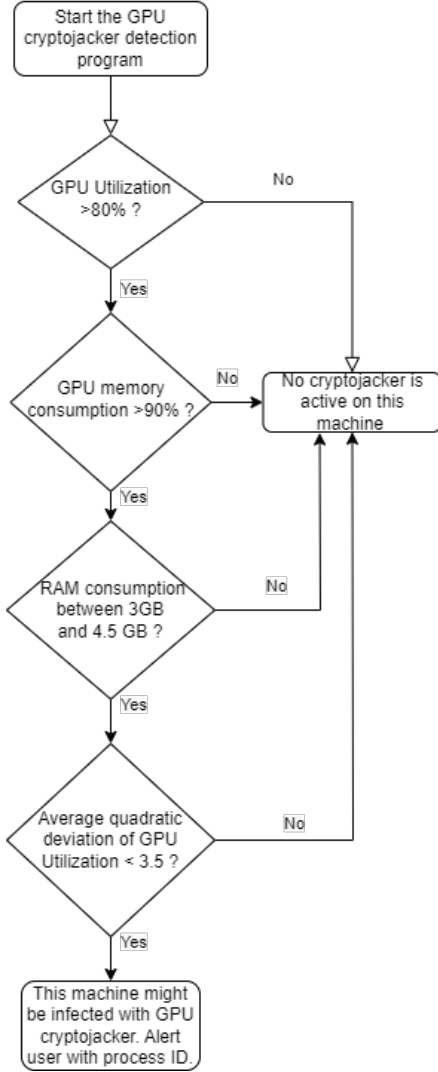 Start the GPU
cryptojacker detection
program
GPU Utilization
>80% ?
No
Yes
GPU memory
consumption >90% ?
No
No cryptojacker is
active on this
machine
Yes
RAM consumption
between 3GB
and 4.5 GB ?
No
Yes
Average quadratic
deviation of GPU
Utilization < 3.5 ?
No
Yes
This machine might
be infected with GPU
cryptojacker. Alert
user with process ID.